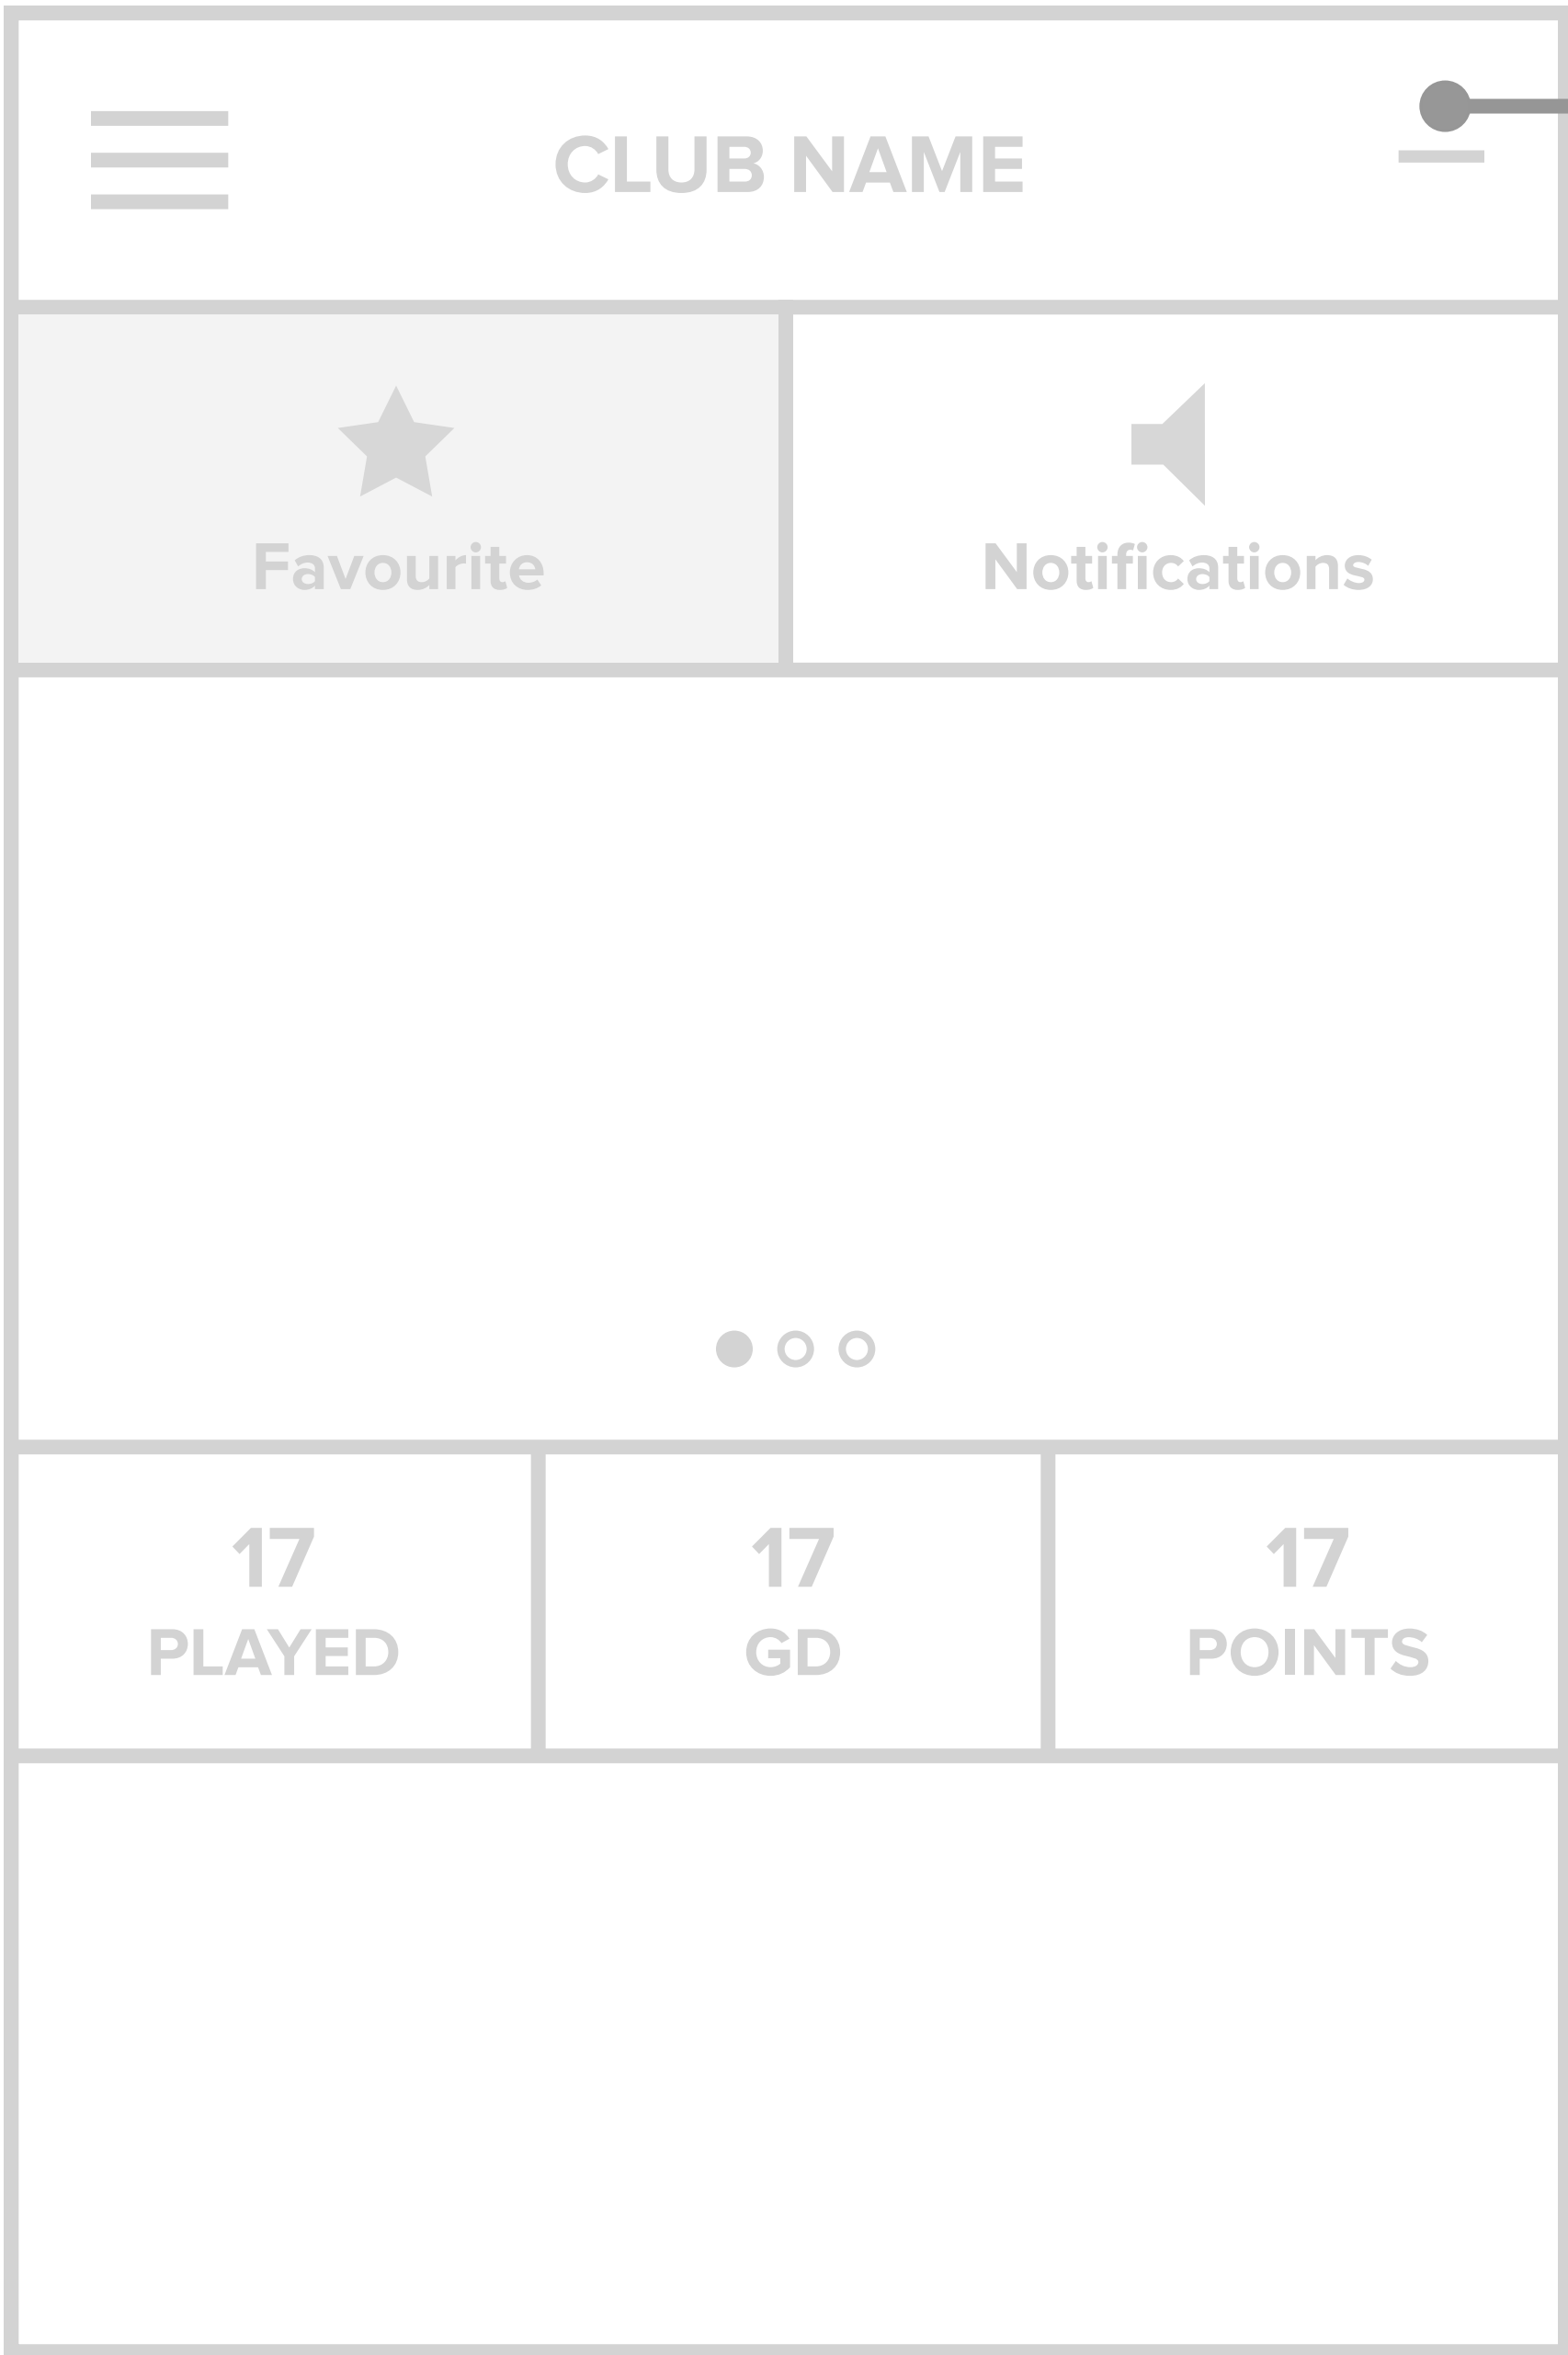 CLUB NAME
Favourite
Notifications
17
17
17
PLAYED
GD
POINTS